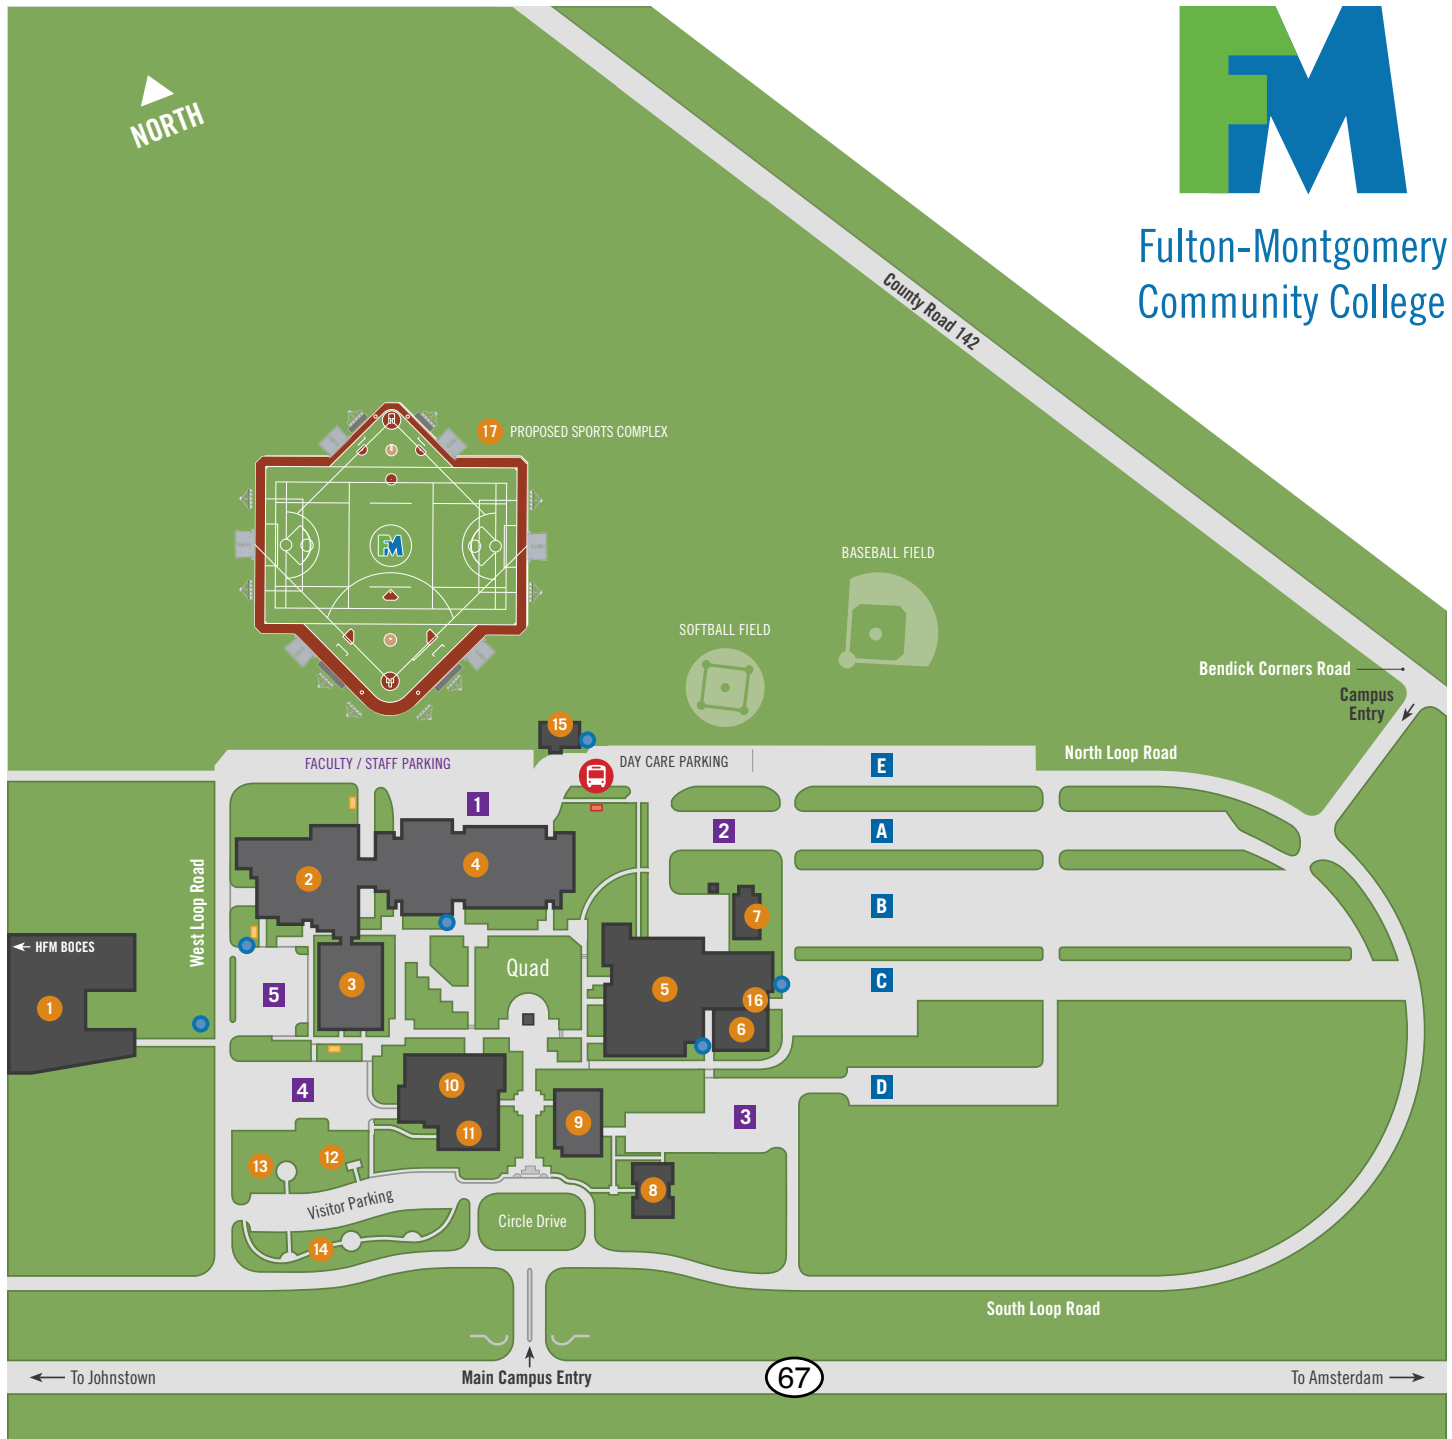 NORTH
FM
Fulton-Montgomery
Community College
County Road 142
17 PROPOSED SPORTS COMPLEX
FM
BASEBALL FIELD
SOFTBALL FIELD
Bendick Corners Road
Campus
Entry
15
North Loop Road
FACULTY / STAFF PARKING
DAY CARE PARKING
E
1
2
A
4
2
B
7
West Loop Road
HFM BOCES
Quad
C
3
5
5
16
1
6
10
D
4
3
9
11
12
13
8
Visitor Parking
Circle Drive
14
South Loop Road
To Johnstown
Main Campus Entry
67
To Amsterdam